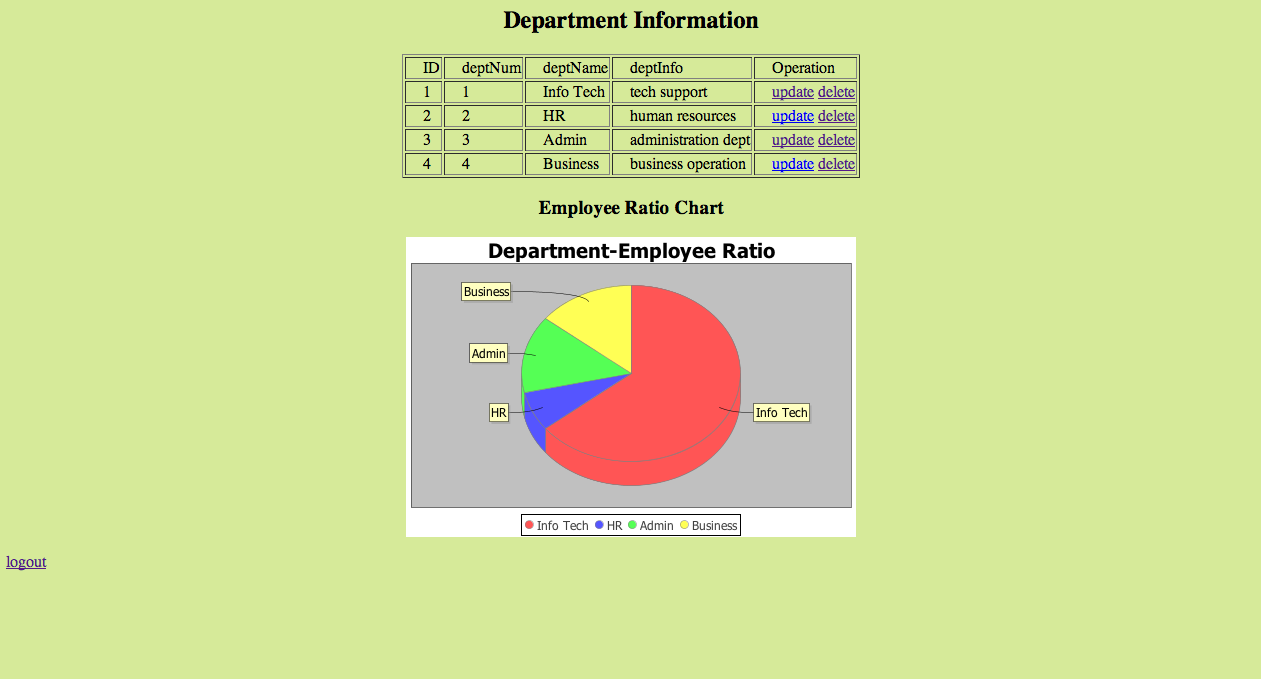 Department Information
ID deptNum deptName deptInfo Operation
1 1 Info Tech tech support update delete
2 2 HR human resources update delete
3 3 Admin administration dept update delete
4 4 Business business operation update delete
Employee Ratio Chart
Department-Employee Ratio
Business
Admin
HR
Info Tech
Info Tech HR Admin Business
logout